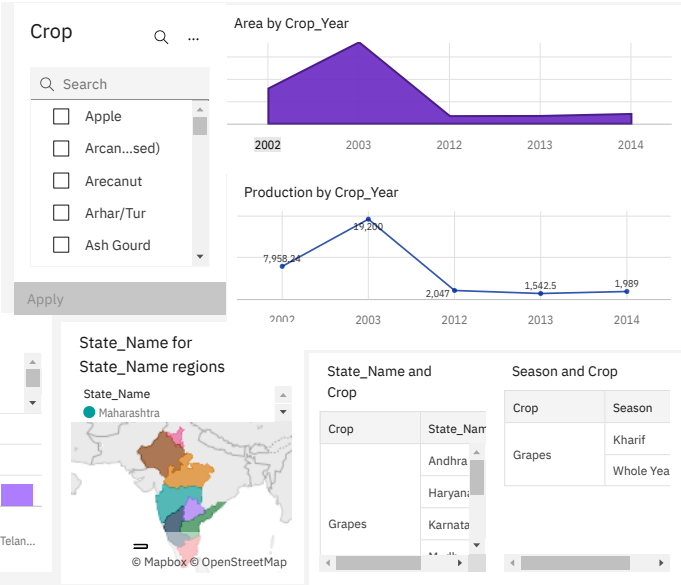 Crop
...
Search
Apple
Arcan...sed)
Arecanut
Arhar/Tur
Ash Gourd
Apply
Area by Crop_Year
2002
2003
2012
2013
2014
Production by Crop_Year
7,958.24
19,200
2,047
1,542.5
1,989
2002
2003
2012
2013
2014
Telan...
State_Name for
State_Name regions
State_Name
Maharashtra
© Mapbox © OpenStreetMap
State_Name and
Crop
Crop
State_Nam
Grapes
Andhra
Haryana
Karnata
Season and Crop
Crop
Season
Grapes
Kharif
Whole Yea